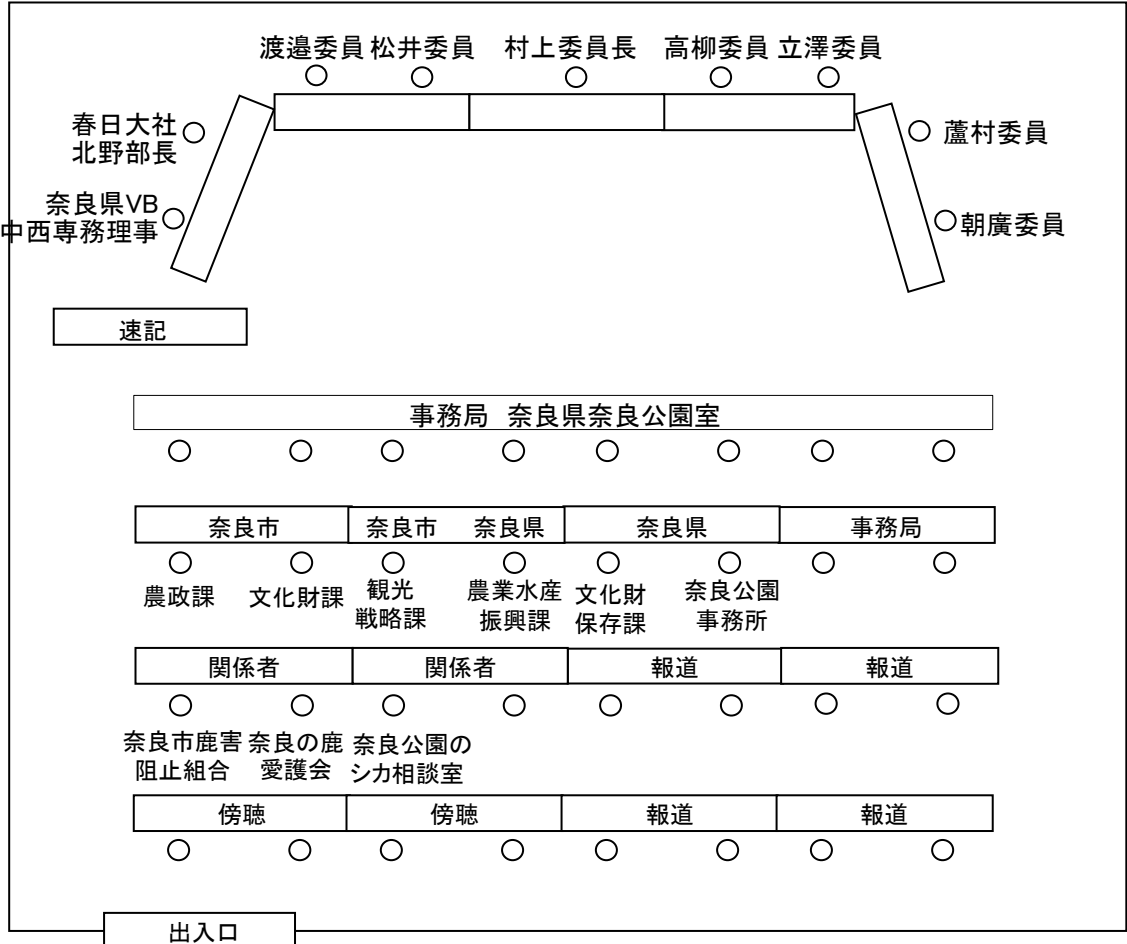 渡邉委員 松井委員 村上委員長 高柳委員 立澤委員
春日大社
北野部長
蘆村委員
奈良県VB
中西専務理事
朝廣委員
速記
事務局 奈良県奈良公園室
奈良市 奈良市 奈良県 奈良県 事務局
農政課 文化財課 観光
戦略課 農業水産
振興課 文化財
保存課 奈良公園
事務所
関係者 関係者 報道 報道
奈良市鹿害
阻止組合 奈良の鹿
愛護会 奈良公園の
シカ相談室
傍聴 傍聴 報道 報道
出入口